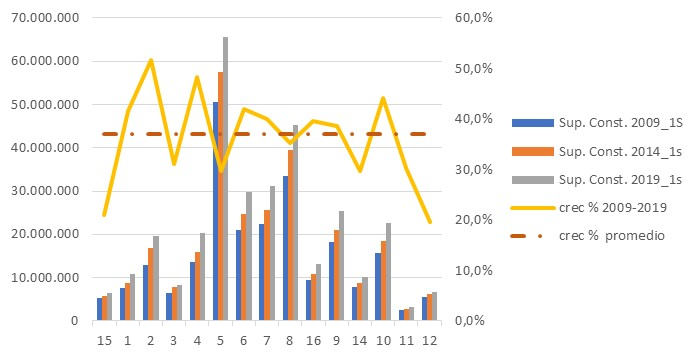 70.000.000
60.000.000
50.000.000
40.000.000
30.000.000
20.000.000
10.000.000
0
60,0%
50,0%
40,0%
30,0%
20,0%
10,0%
0,0%
15 1 2 3 4 5 6 7 8 16 9 14 10 11 12
Sup. Const. 2009_1S
Sup. Const. 2014_1s
Sup. Const. 2019_1s
crec % 2009-2019
crec % promedio